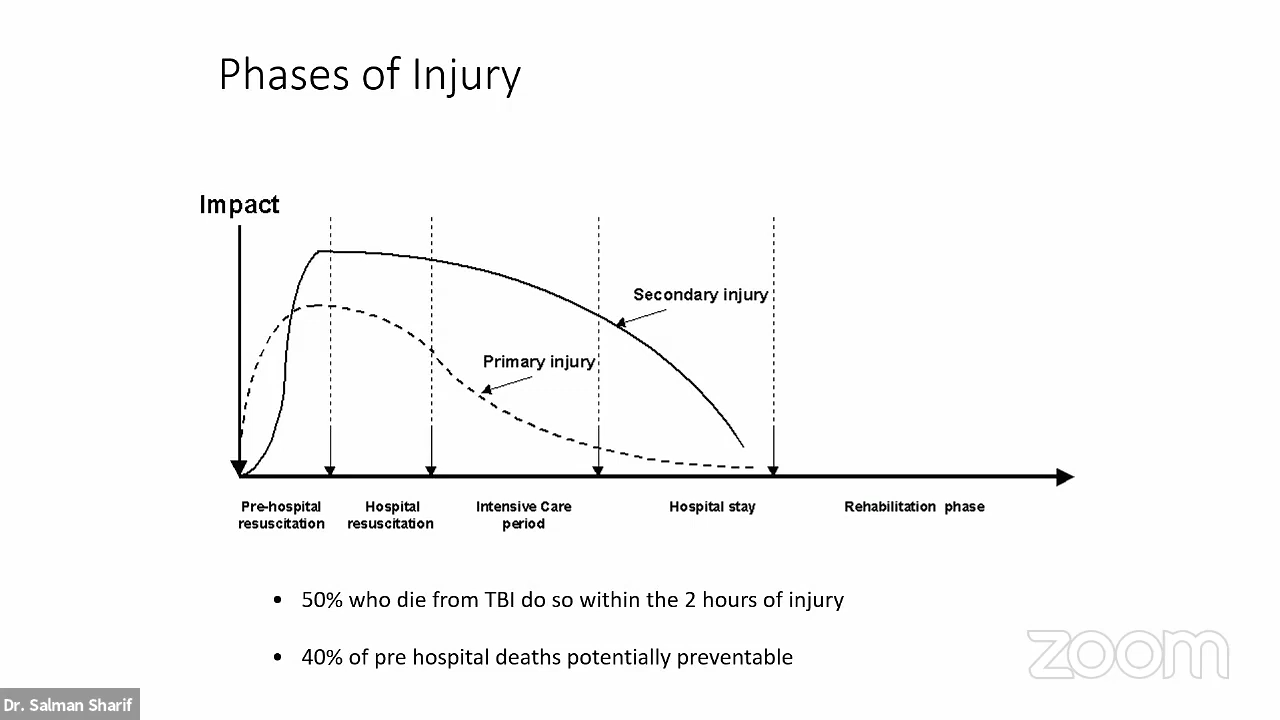 Phases of Injury
Impact
Secondary injury
Primary injury
Pre-hospital
resuscitation
Hospital
resuscitation
Intensive Care
period
Hospital stay
Rehabilitation phase
• 50% who die from TBI do so within the 2 hours of injury
• 40% of pre hospital deaths potentially preventable
zoom
Dr. Salman Sharif